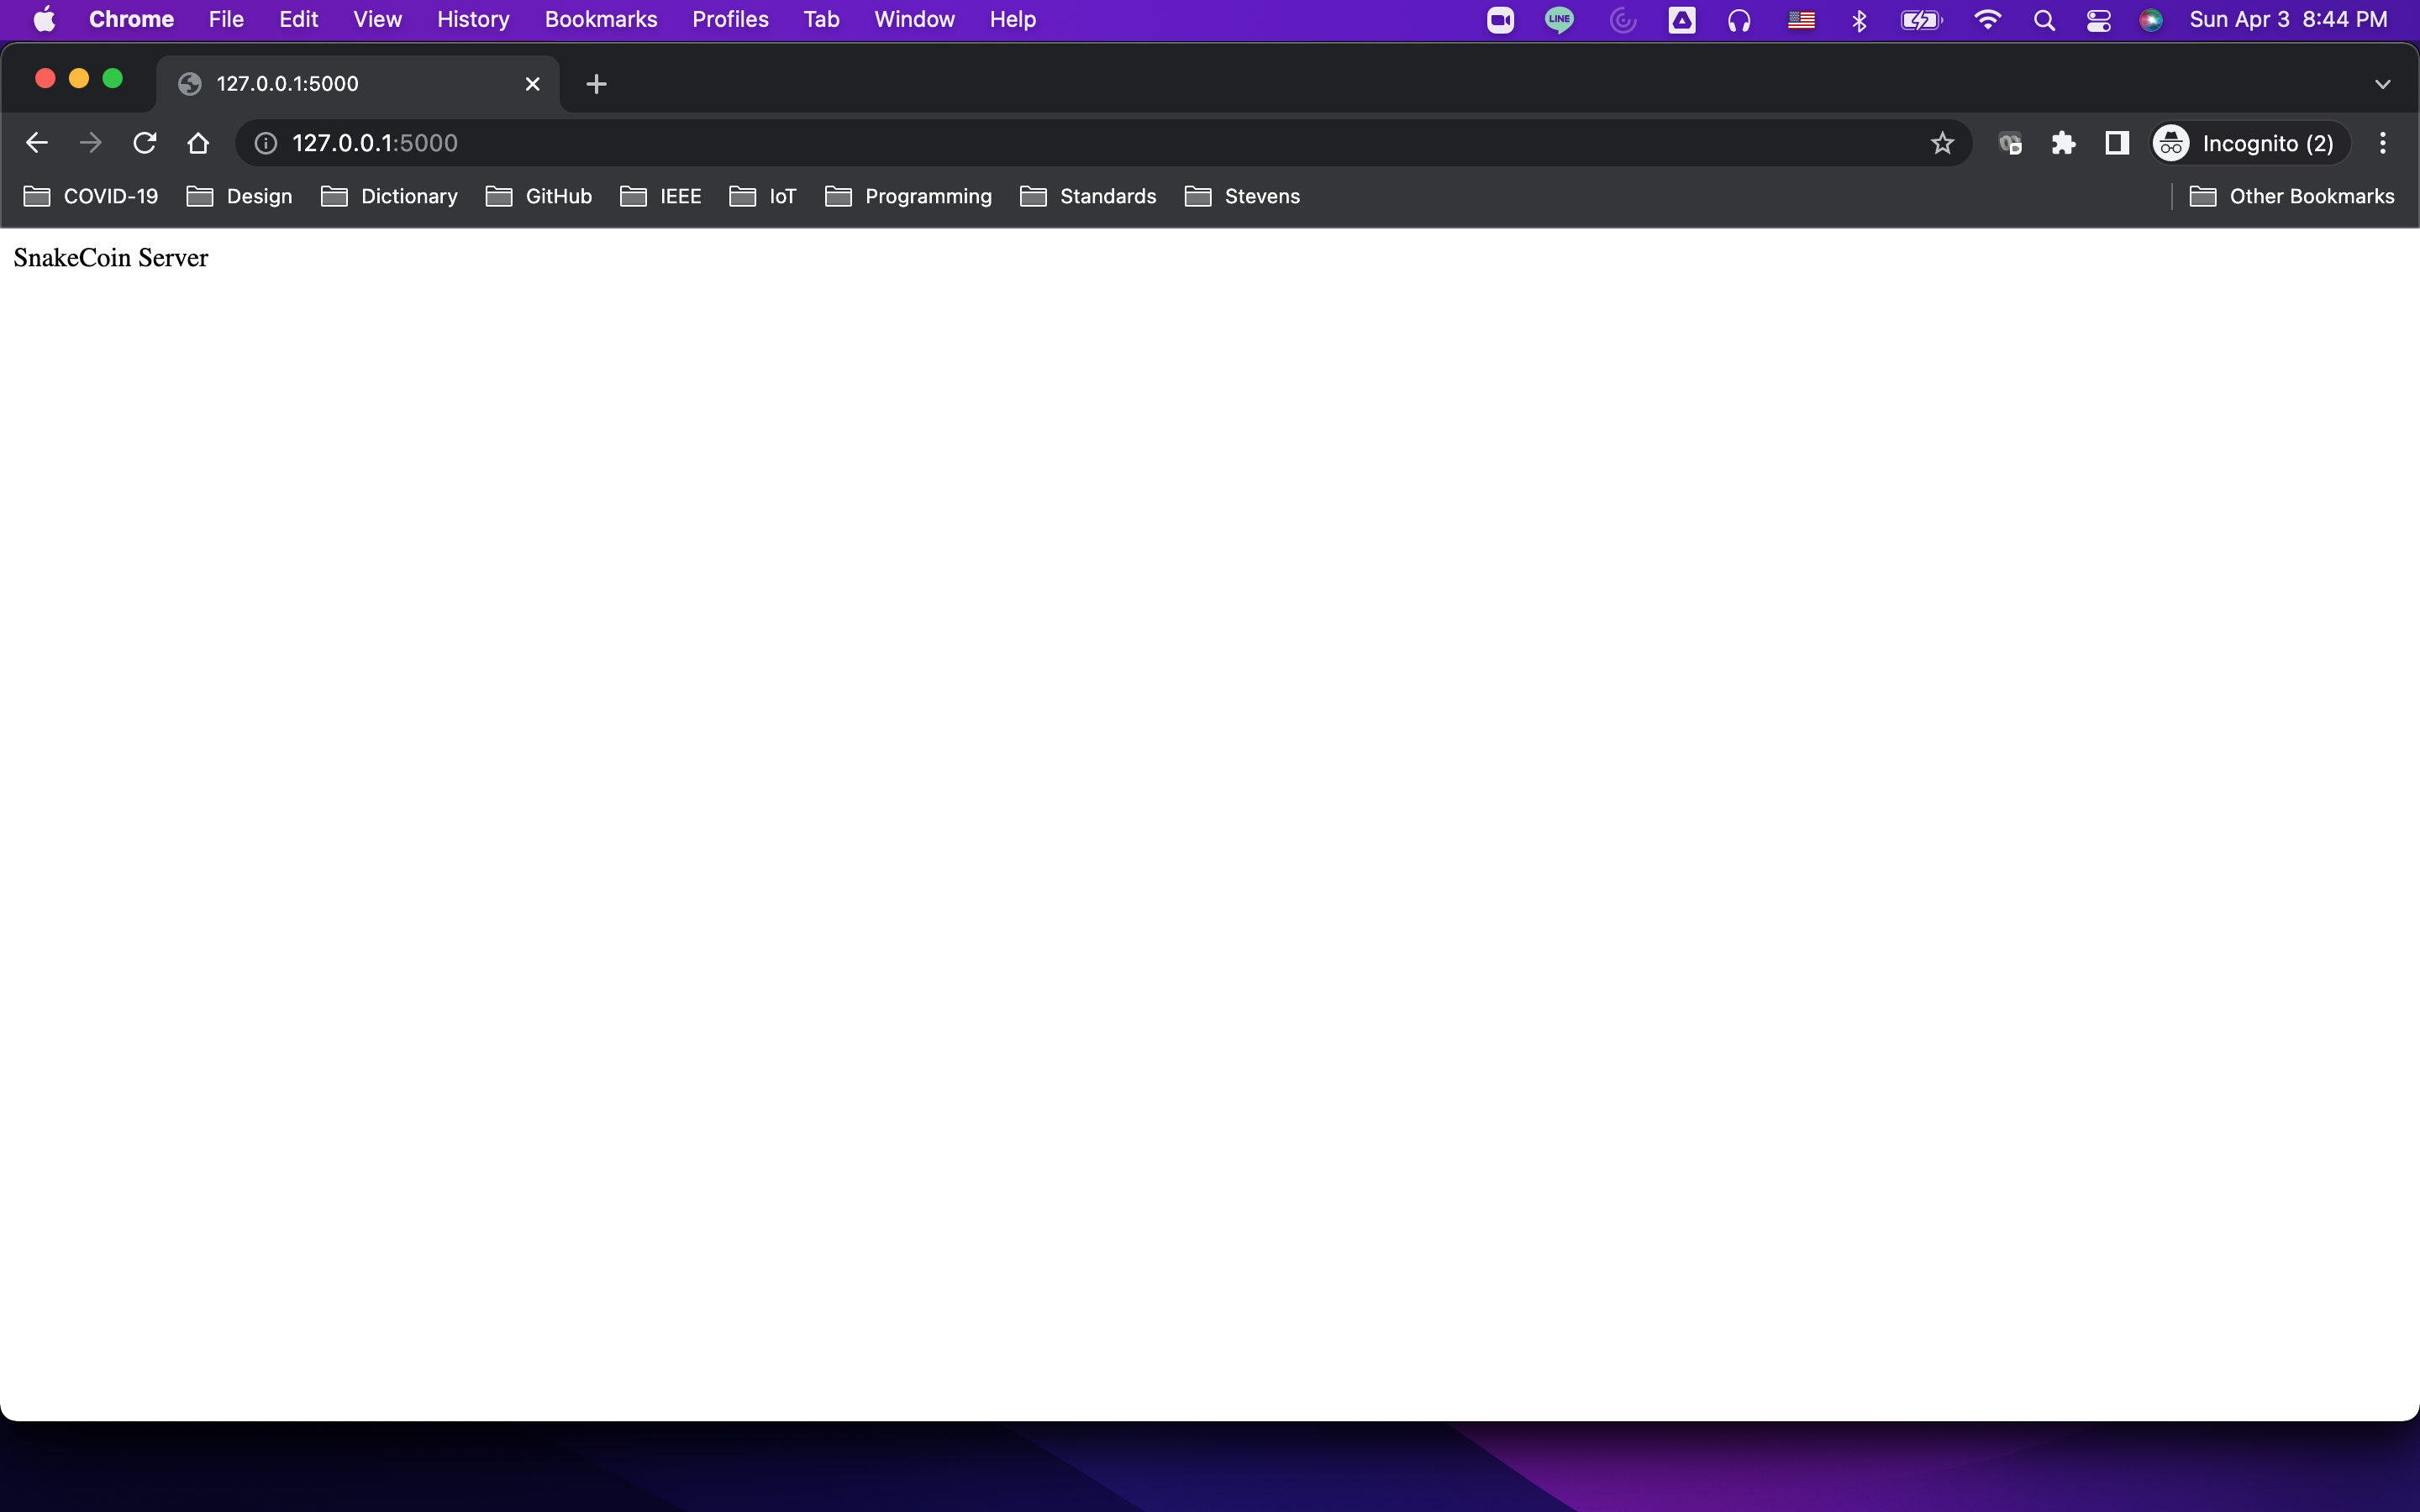 Chrome File Edit View History Bookmarks Profiles Tab Window Help LINE Sun Apr 3 8:44 PM
127.0.0.1:5000
127.0.0.1:5000 Incognito (2)
COVID-19 Design Dictionary GitHub IEEE IoT Programming Standards Stevens Other Bookmarks
SnakeCoin Server